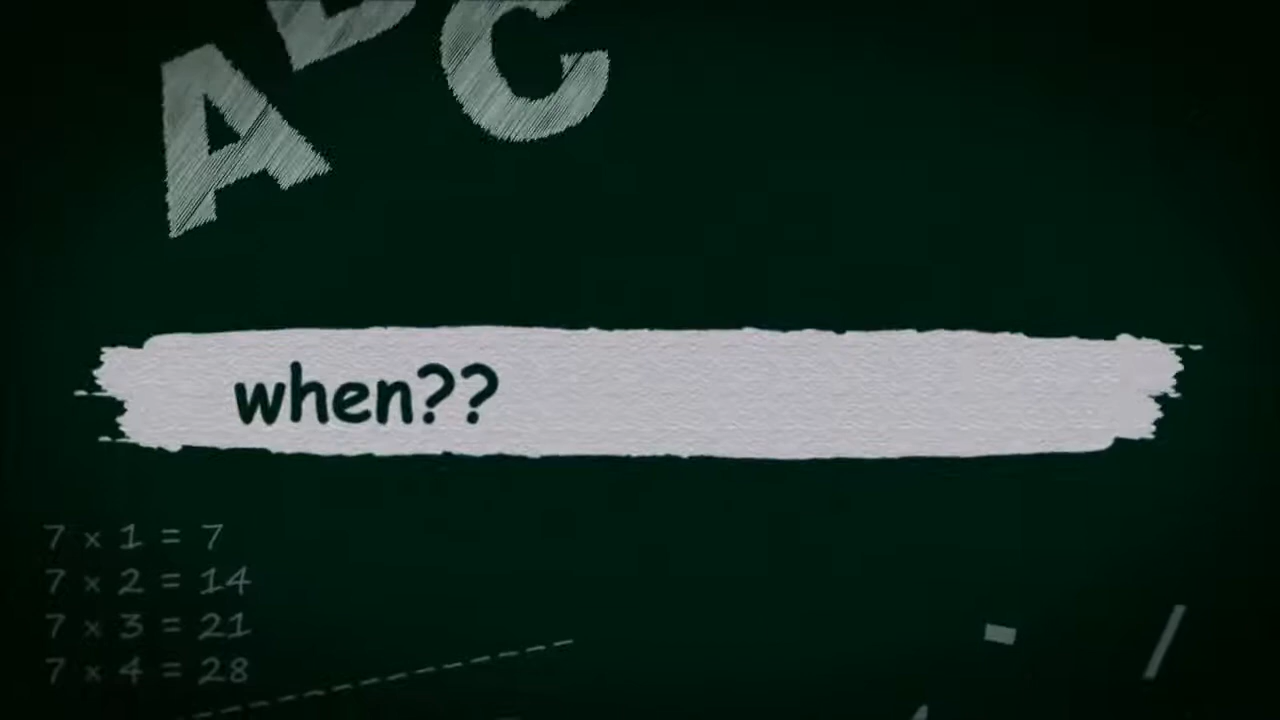 A B C
when??
7 x 1 = 7
7 x 2 = 14
7 x 3 = 21
7 x 4 = 28